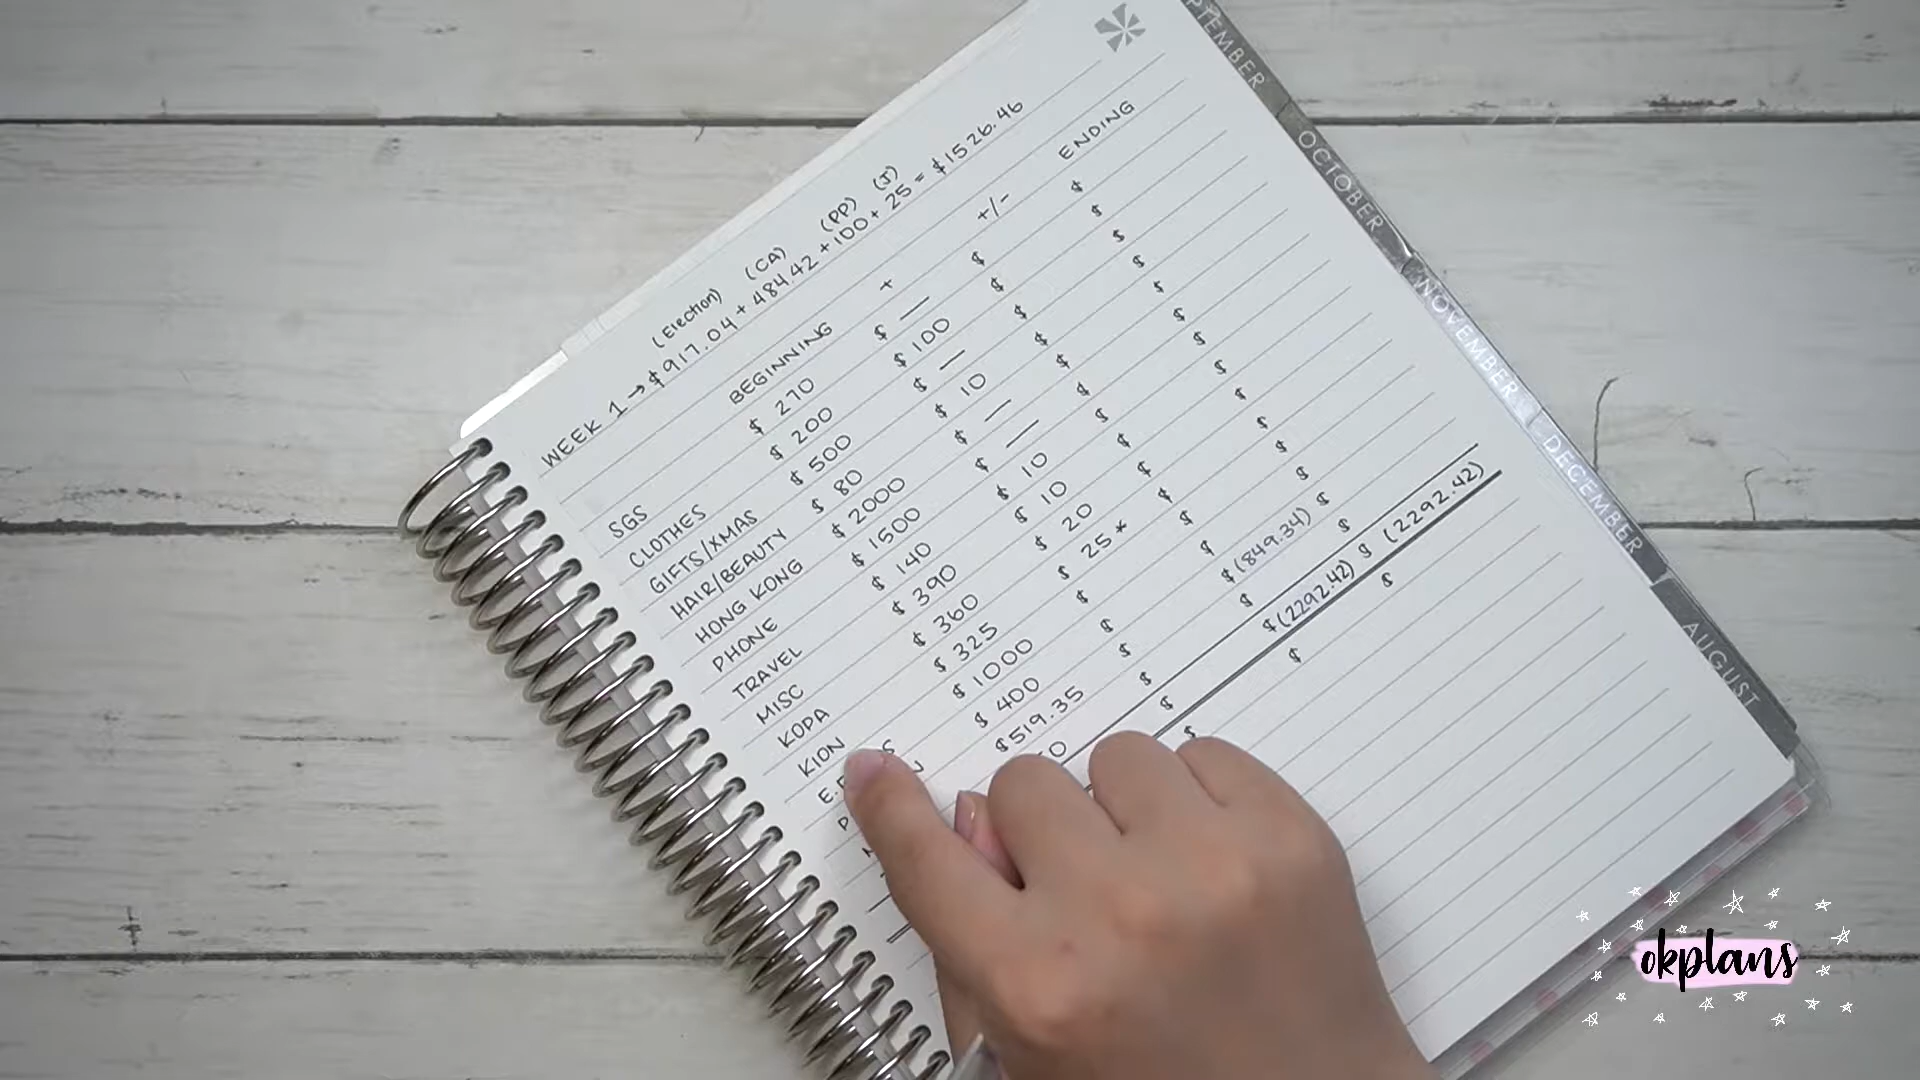 (Election) (CA) (PP) (J)
WEEK 1 → $917.04 + 484.42 + 100 + 25 = $1526.46
BEGINNING + +/- ENDING
SGS $ 270 $ — $ $
CLOTHES $ 200 $ 100 $ $
GIFTS/XMAS $ 500 $ — $ $
HAIR/BEAUTY $ 80 $ 10 $ $
HONG KONG $ 2000 $ — $ $
PHONE $ 1500 $ — $ $
TRAVEL $ 140 $ 10 $ $
MISC $ 390 $ 10 $ $
KOPA $ 360 $ 20 $ $
KION $ 325 $ 25* $ $
$ 1000 $ $ $
$ 400 $ $ $
$519.35 $ $(849.34) $
$ $ $
$ $(2292.42) $ (2292.42)
$ $ $
SEPTEMBER
OCTOBER
NOVEMBER
DECEMBER
AUGUST
okplans